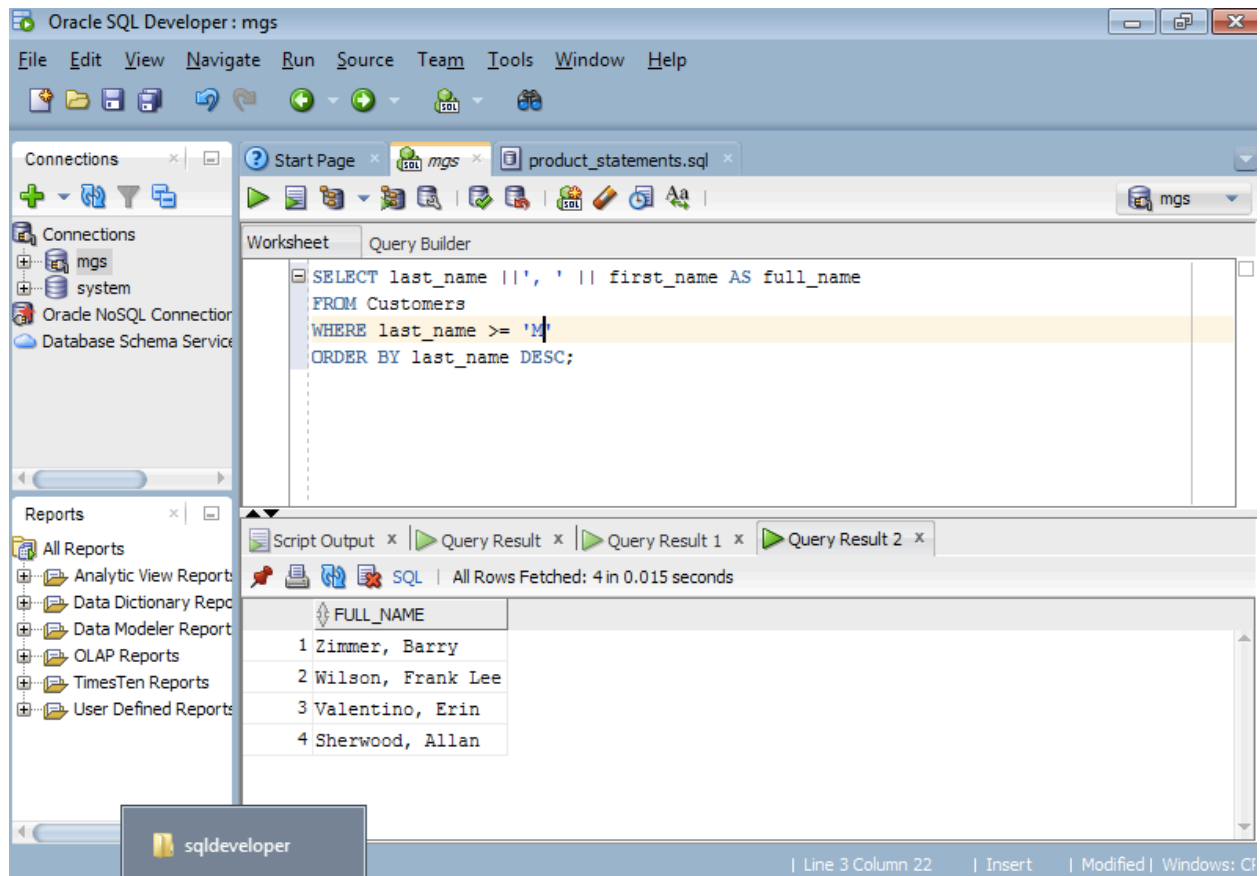 Oracle SQL Developer : mgs
File Edit View Navigate Run Source Team Tools Window Help
Connections
Start Page
mgs
product_statements.sql
mgs
Connections
mgs
system
Oracle NoSQL Connection
Database Schema Service
Worksheet
Query Builder
SELECT last_name ||', ' || first_name AS full_name
FROM Customers
WHERE last_name >= 'M'
ORDER BY last_name DESC;
Reports
All Reports
Analytic View Reports
Data Dictionary Repo
Data Modeler Report
OLAP Reports
TimesTen Reports
User Defined Reports
Script Output
Query Result
Query Result 1
Query Result 2
SQL | All Rows Fetched: 4 in 0.015 seconds
FULL_NAME
1 Zimmer, Barry
2 Wilson, Frank Lee
3 Valentino, Erin
4 Sherwood, Allan
sqldeveloper
| Line 3 Column 22 | Insert | Modified | Windows: CF